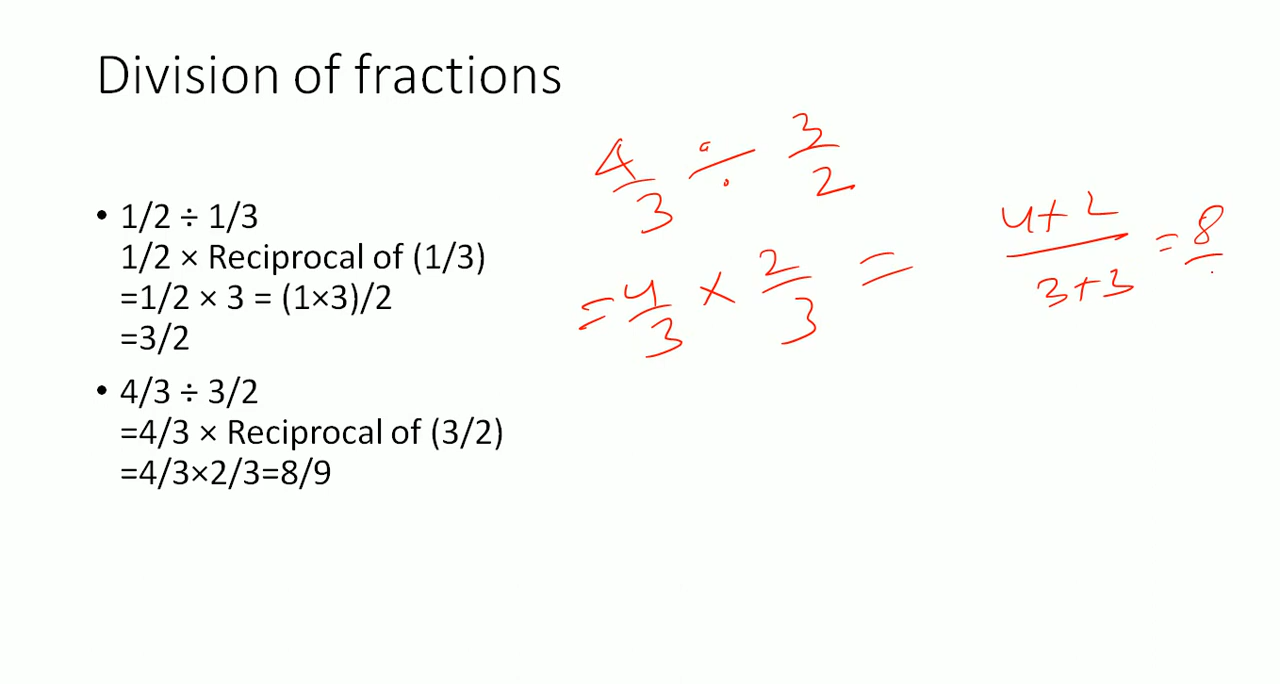 Division of fractions
• 1/2 ÷ 1/3
1/2 × Reciprocal of (1/3)
=1/2 × 3 = (1×3)/2
=3/2
• 4/3 ÷ 3/2
=4/3 × Reciprocal of (3/2)
=4/3×2/3=8/9
4/3 ÷ 3/2
=4/3 × 2/3 = 4+2/3+3 = 8